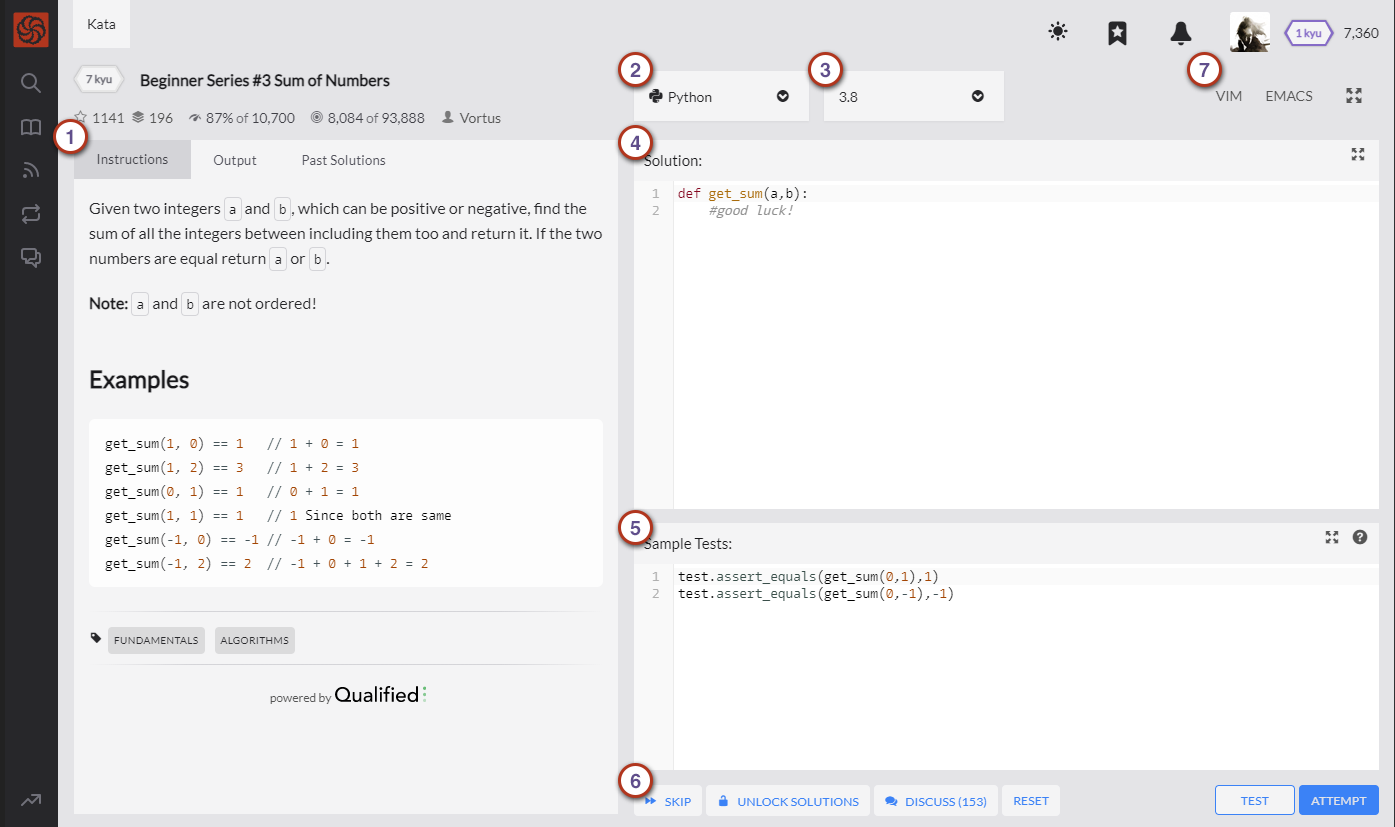 Kata
1 kyu 7,360
7 kyu Beginner Series #3 Sum of Numbers
1141 196 87% of 10,700 8,084 of 93,888 Vortus
1
Instructions Output Past Solutions
Given two integers a and b, which can be positive or negative, find the
sum of all the integers between including them too and return it. If the two
numbers are equal return a or b.
Note: a and b are not ordered!
Examples
get_sum(1, 0) == 1 // 1 + 0 = 1
get_sum(1, 2) == 3 // 1 + 2 = 3
get_sum(0, 1) == 1 // 0 + 1 = 1
get_sum(1, 1) == 1 // 1 Since both are same
get_sum(-1, 0) == -1 // -1 + 0 = -1
get_sum(-1, 2) == 2 // -1 + 0 + 1 + 2 = 2
FUNDAMENTALS ALGORITHMS
powered by Qualified
2 3 7
Python 3.8 VIM EMACS
4
Solution:
1 def get_sum(a,b):
2 #good luck!
5
Sample Tests:
1 test.assert_equals(get_sum(0,1),1)
2 test.assert_equals(get_sum(0,-1),-1)
6
SKIP UNLOCK SOLUTIONS DISCUSS (153) RESET TEST ATTEMPT